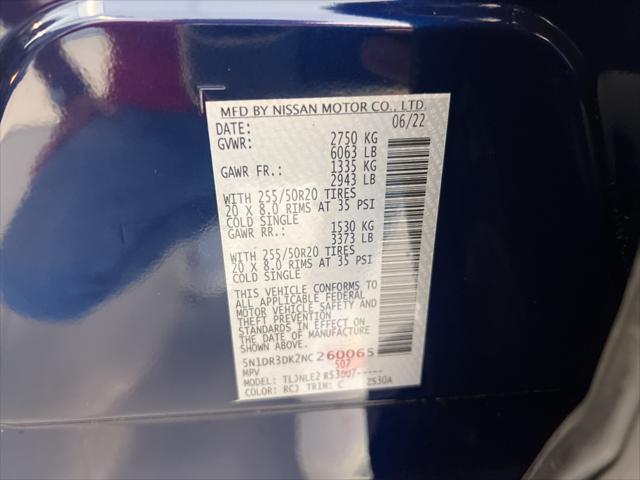 MFD BY NISSAN MOTOR CO., LTD.
DATE: 06/22
GVWR: 2750 KG
6063 LB
GAWR FR.: 1335 KG
2943 LB
WITH 255/50R20 TIRES
20 X 8.0 RIMS AT 35 PSI
COLD SINGLE
GAWR RR.: 1530 KG
3373 LB
WITH 255/50R20 TIRES
20 X 8.0 RIMS AT 35 PSI
COLD SINGLE
THIS VEHICLE CONFORMS TO
ALL APPLICABLE FEDERAL
MOTOR VEHICLE SAFETY AND
THEFT PREVENTION
STANDARDS IN EFFECT ON
THE DATE OF MANUFACTURE
SHOWN ABOVE.
5N1DR3DK2NC260065
MPV 507
MODEL:
COLOR: RCJ TRIM: C 2530A